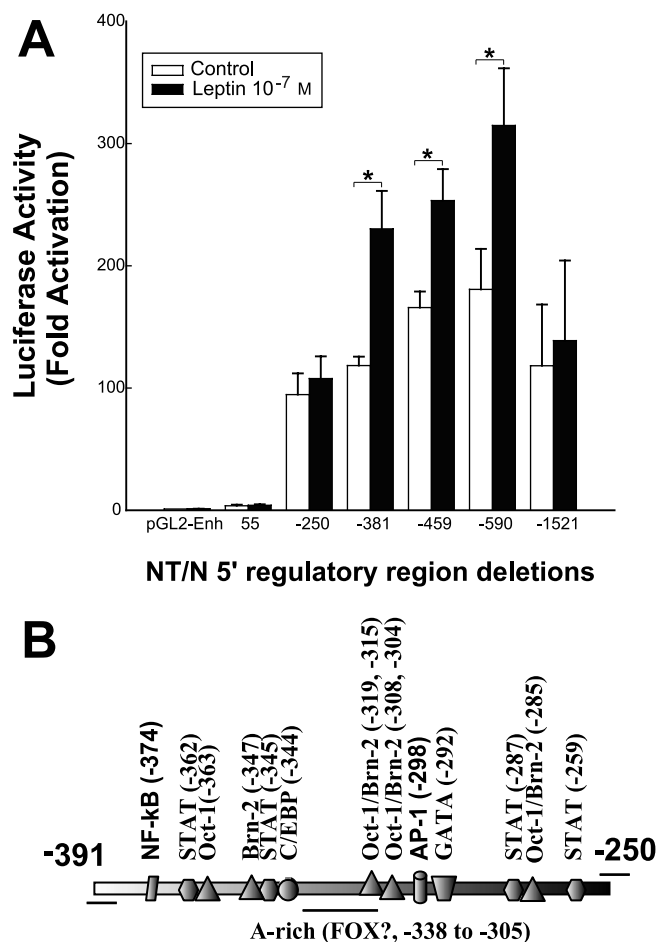 A
Luciferase Activity
(Fold Activation)
400
300
200
100
0
Control
Leptin 10-7 M
*
*
*
pGL2-Enh 55 -250 -381 -459 -590 -1521
NT/N 5' regulatory region deletions
B
-391
NF-kB (-374)
STAT (-362)
Oct-1(-363)
Brn-2 (-347)
STAT (-345)
C/EBP (-344)
Oct-1/Brn-2 (-319, -315)
Oct-1/Brn-2 (-308, -304)
AP-1 (-298)
GATA (-292)
STAT (-287)
Oct-1/Brn-2 (-285)
STAT (-259)
-250
A-rich (FOX?, -338 to -305)